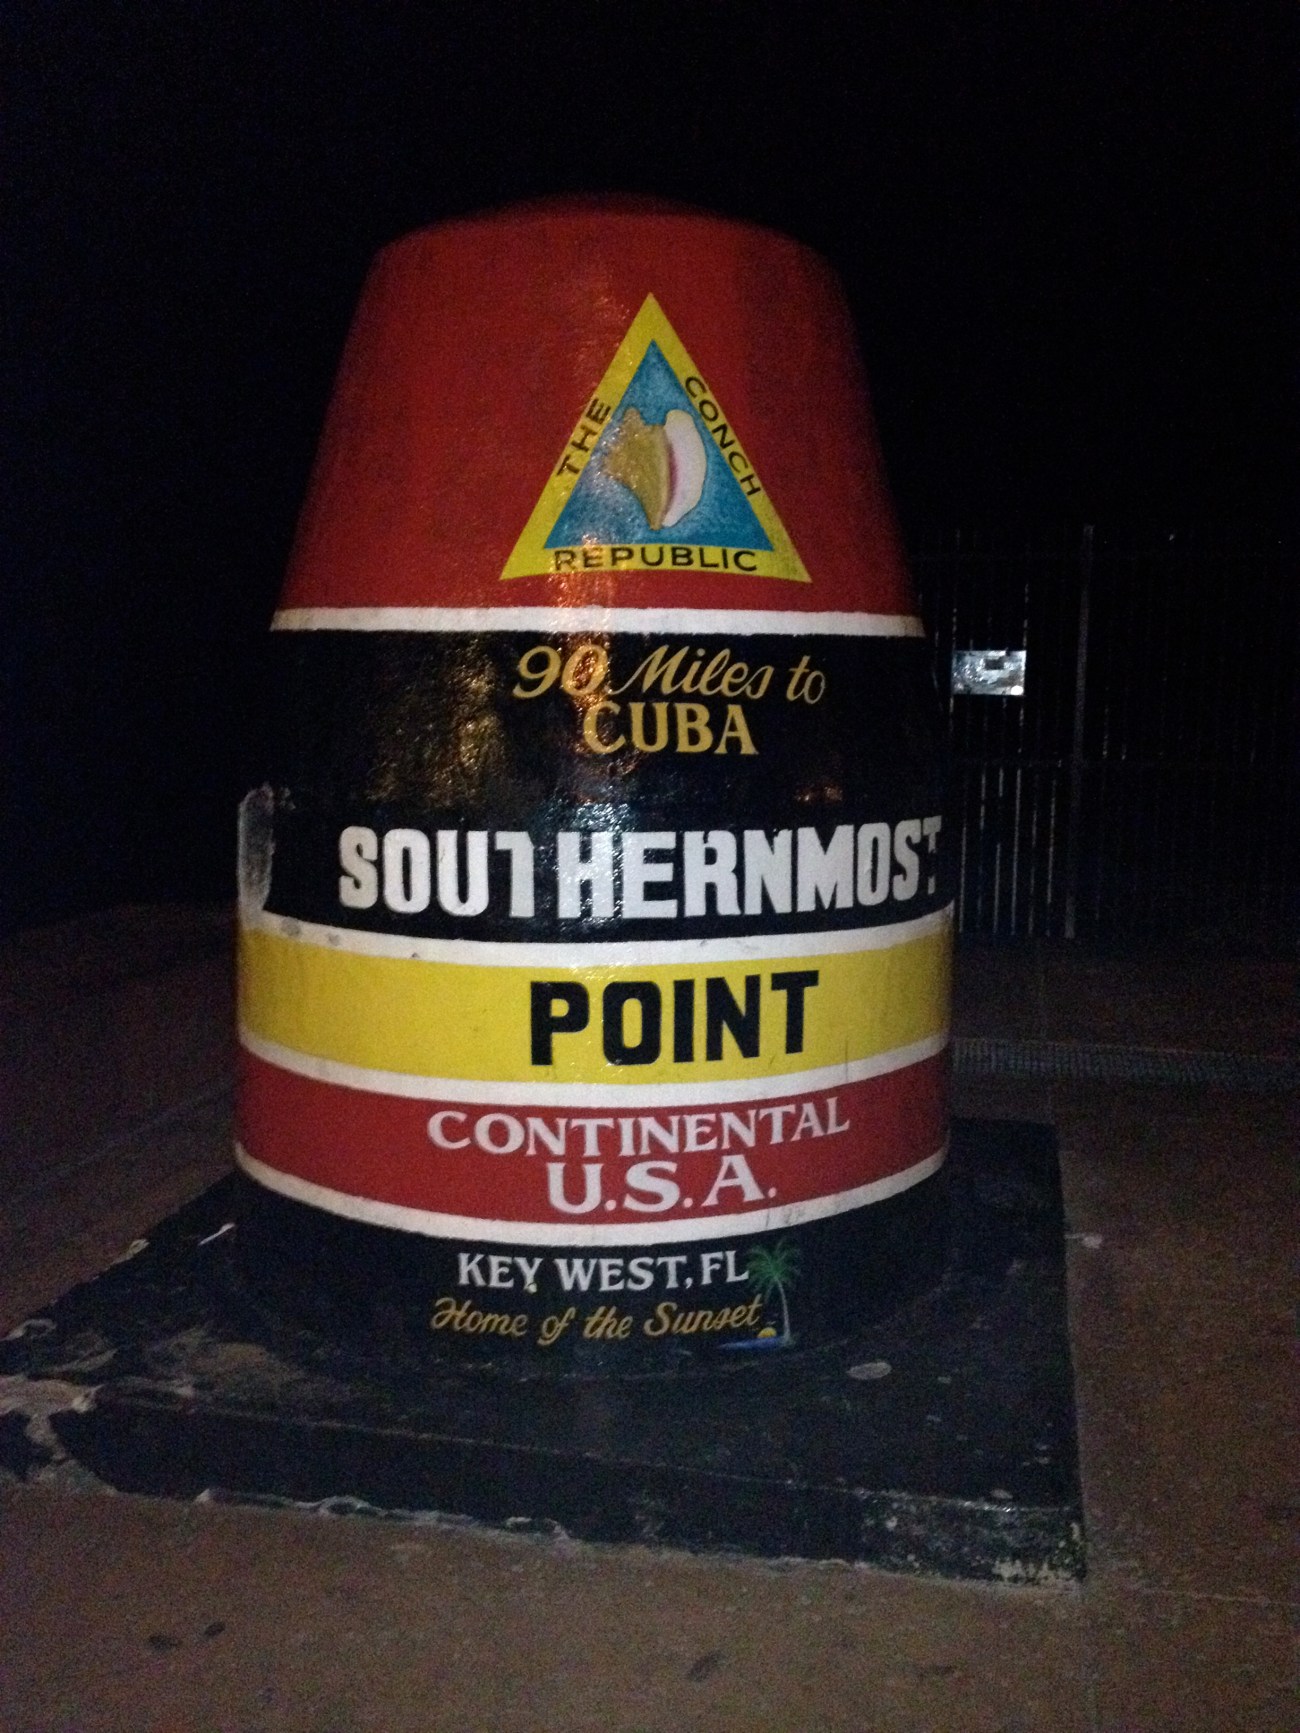 THE CONCH
REPUBLIC
90 Miles to
CUBA
SOUTHERNMOST
POINT
CONTINENTAL
U.S.A.
KEY WEST, FL
Home of the Sunset